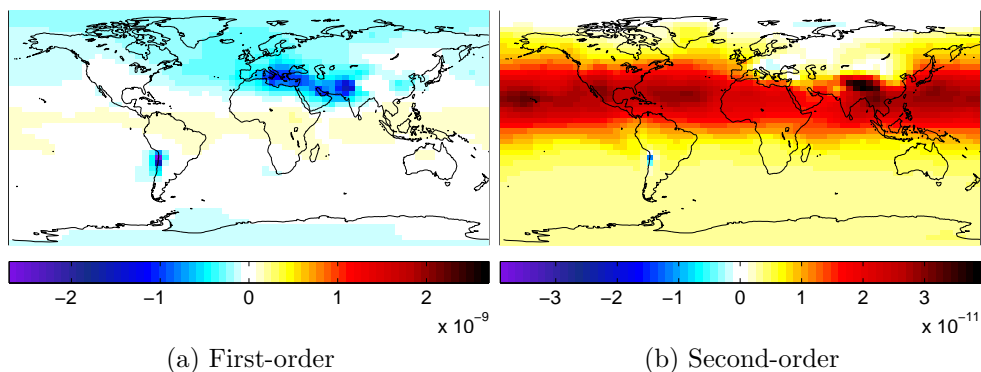 −2 −1 0 1 2
x 10⁻⁹
(a) First-order
−3 −2 −1 0 1 2 3
x 10⁻¹¹
(b) Second-order